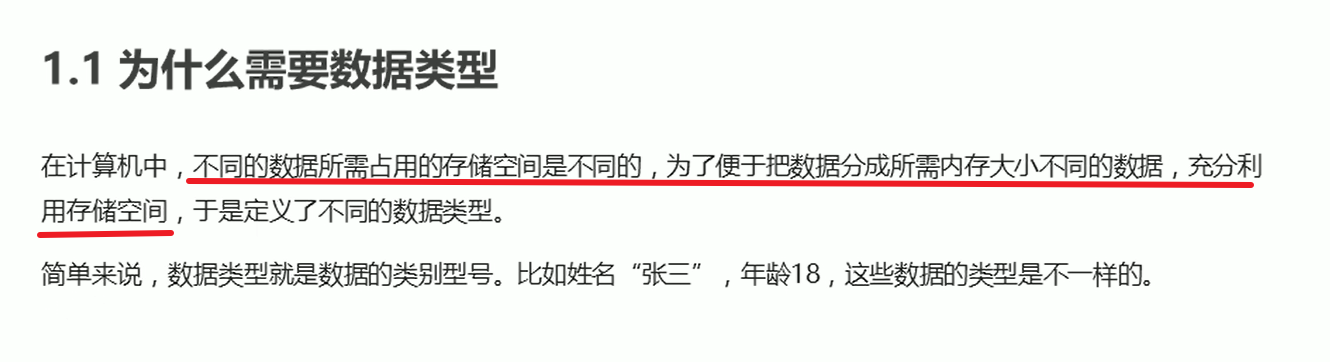 1.1 为什么需要数据类型
在计算机中，不同的数据所需占用的存储空间是不同的，为了便于把数据分成所需内存大小不同的数据，充分利
用存储空间，于是定义了不同的数据类型。
简单来说，数据类型就是数据的类别型号。比如姓名“张三”，年龄18，这些数据的类型是不一样的。